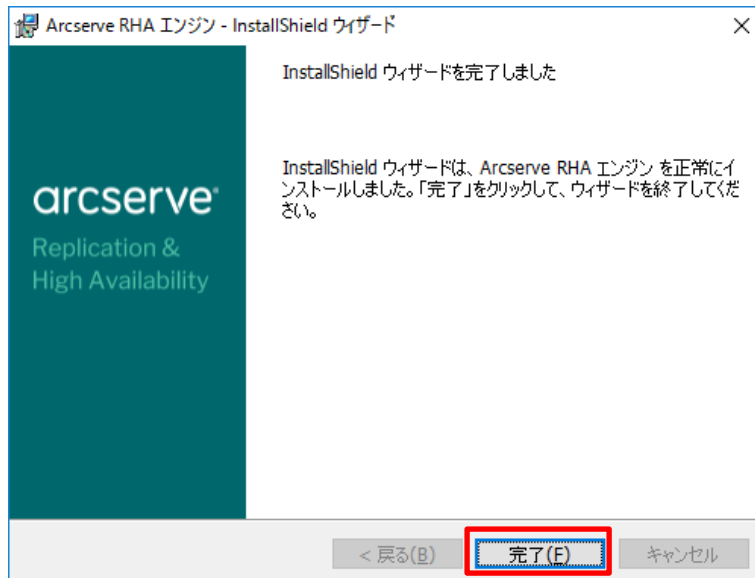 Arcserve RHA エンジン - InstallShield ウィザード
InstallShield ウィザードを完了しました
InstallShield ウィザードは、Arcserve RHA エンジン を正常にイ
ンストールしました。「完了」をクリックして、ウィザードを終了してくだ
さい。
arcserve®
Replication &
High Availability
< 戻る(B)
完了(F)
キャンセル